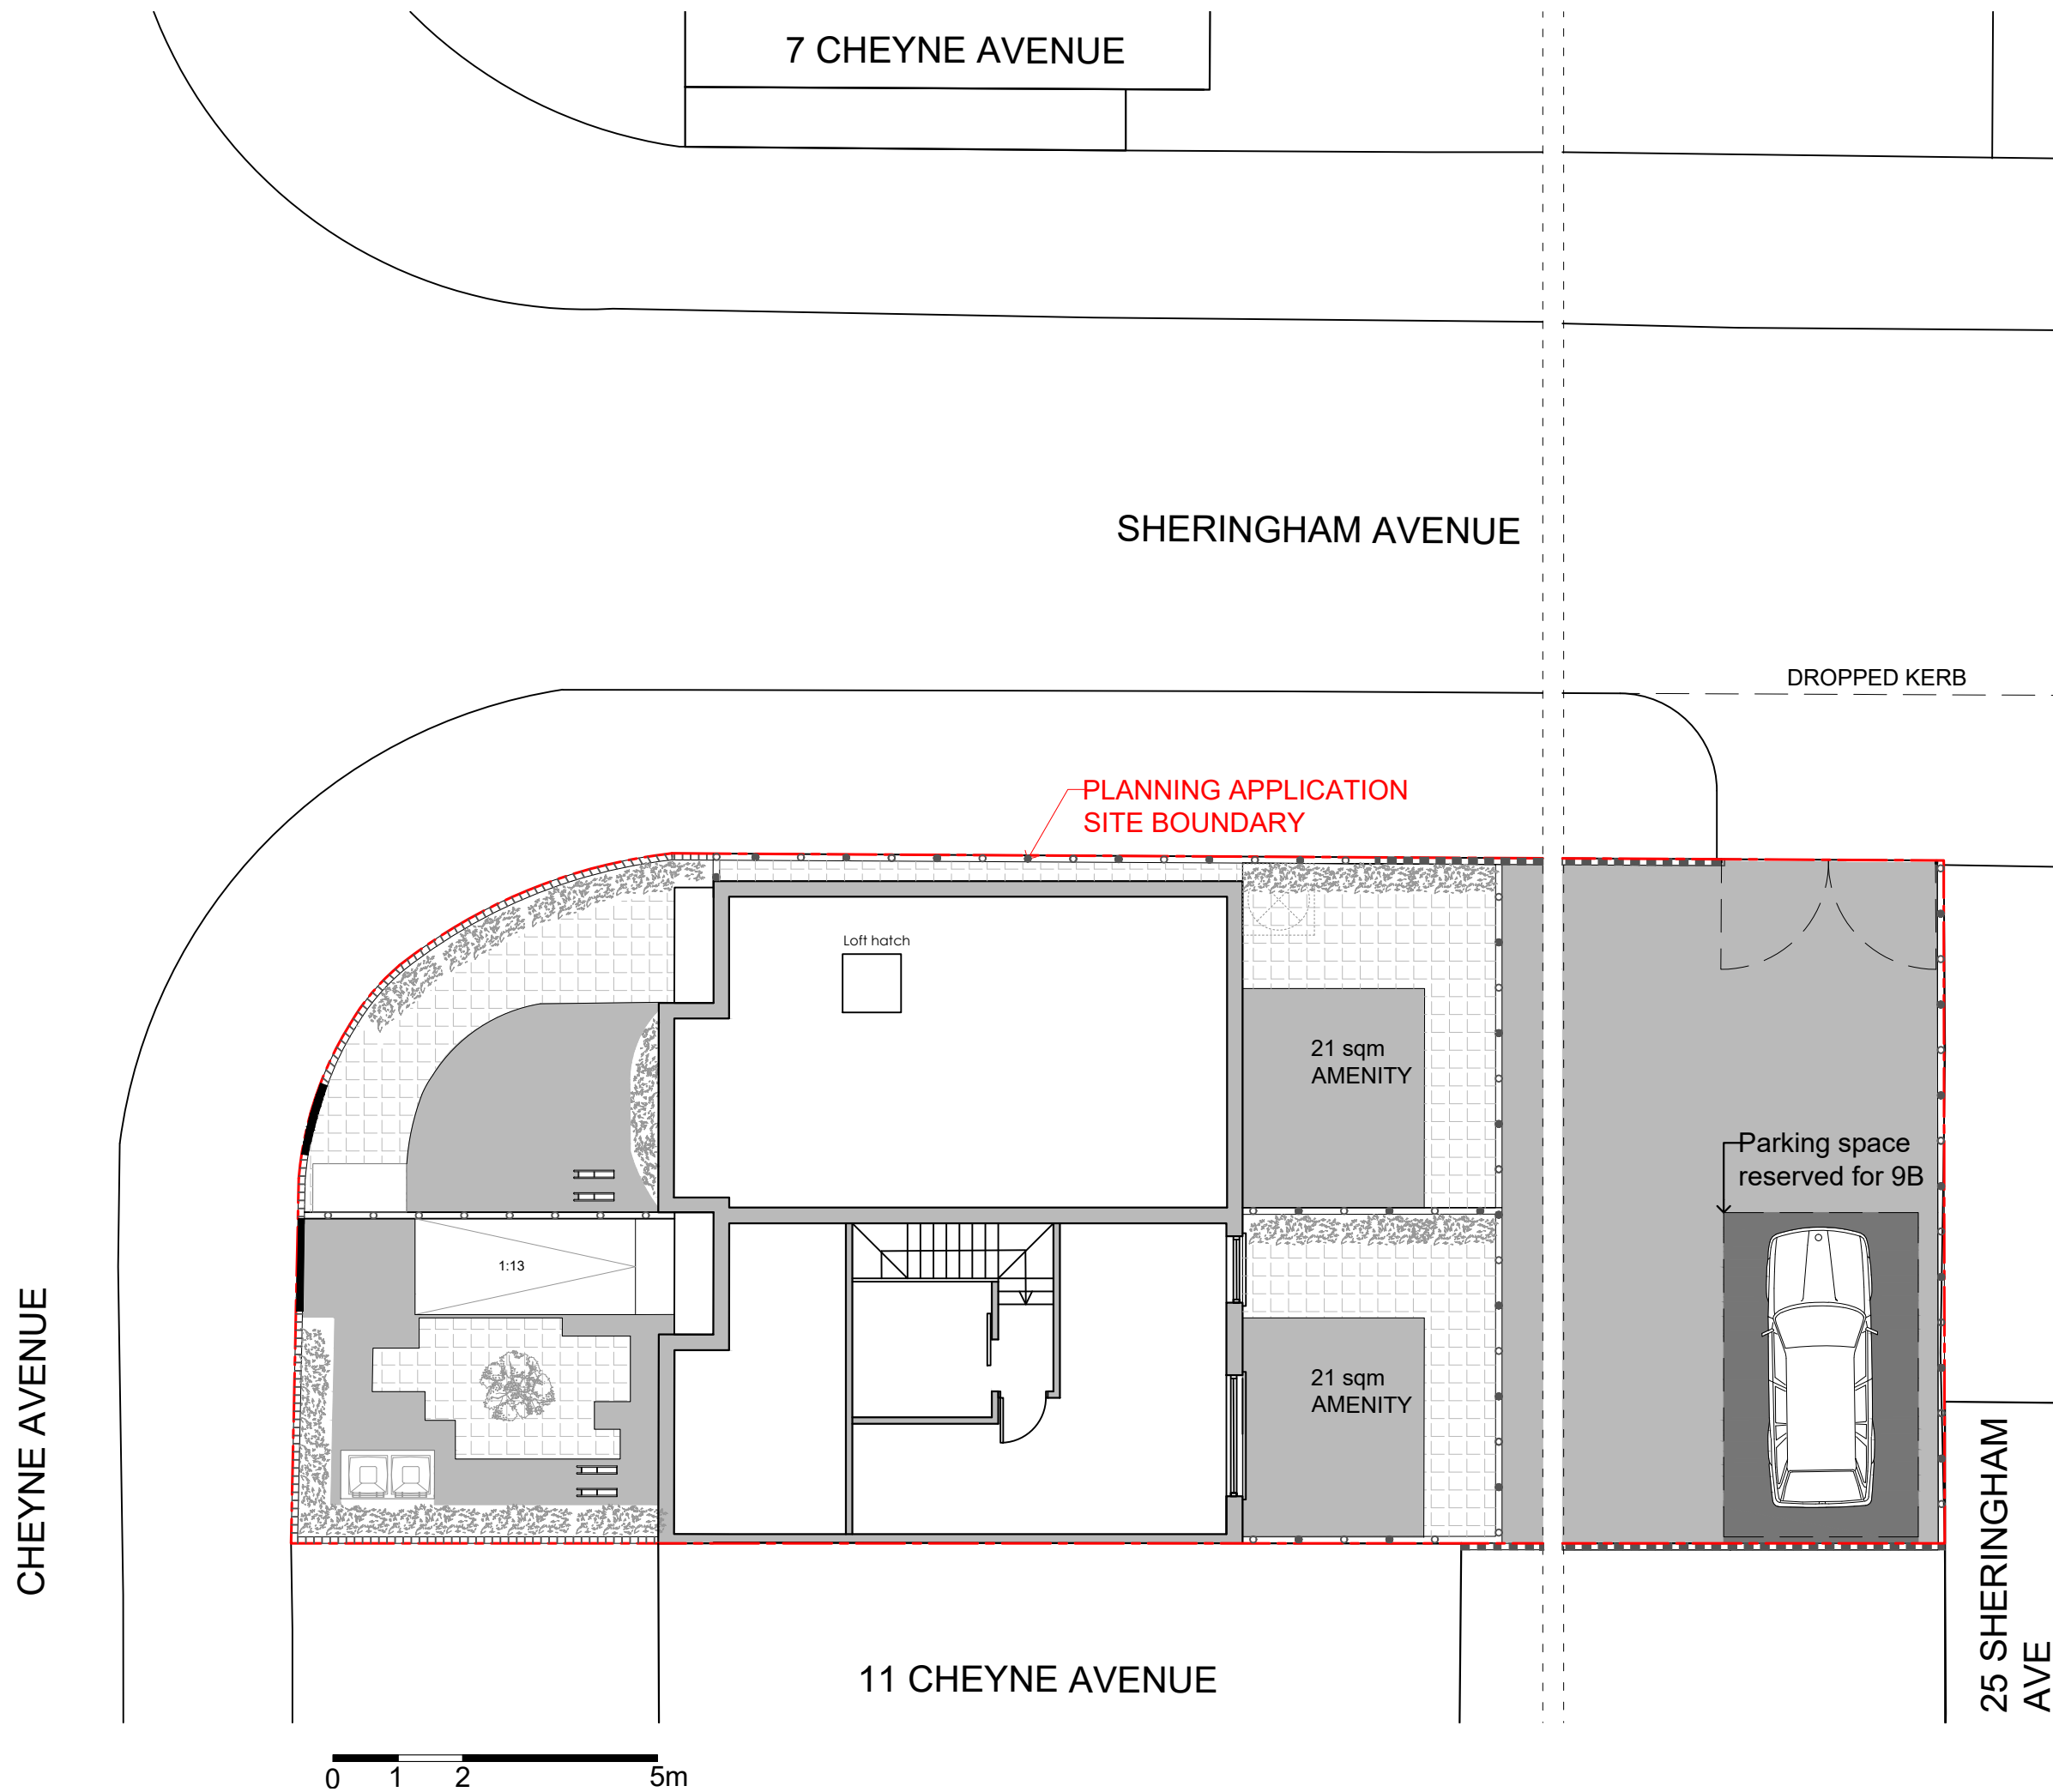 7 CHEYNE AVENUE
SHERINGHAM AVENUE
DROPPED KERB
PLANNING APPLICATION
SITE BOUNDARY
Loft hatch
21 sqm
AMENITY
Parking space
reserved for 9B
1:13
21 sqm
AMENITY
CHEYNE AVENUE
25 SHERINGHAM
AVE
11 CHEYNE AVENUE
0 1 2 5m